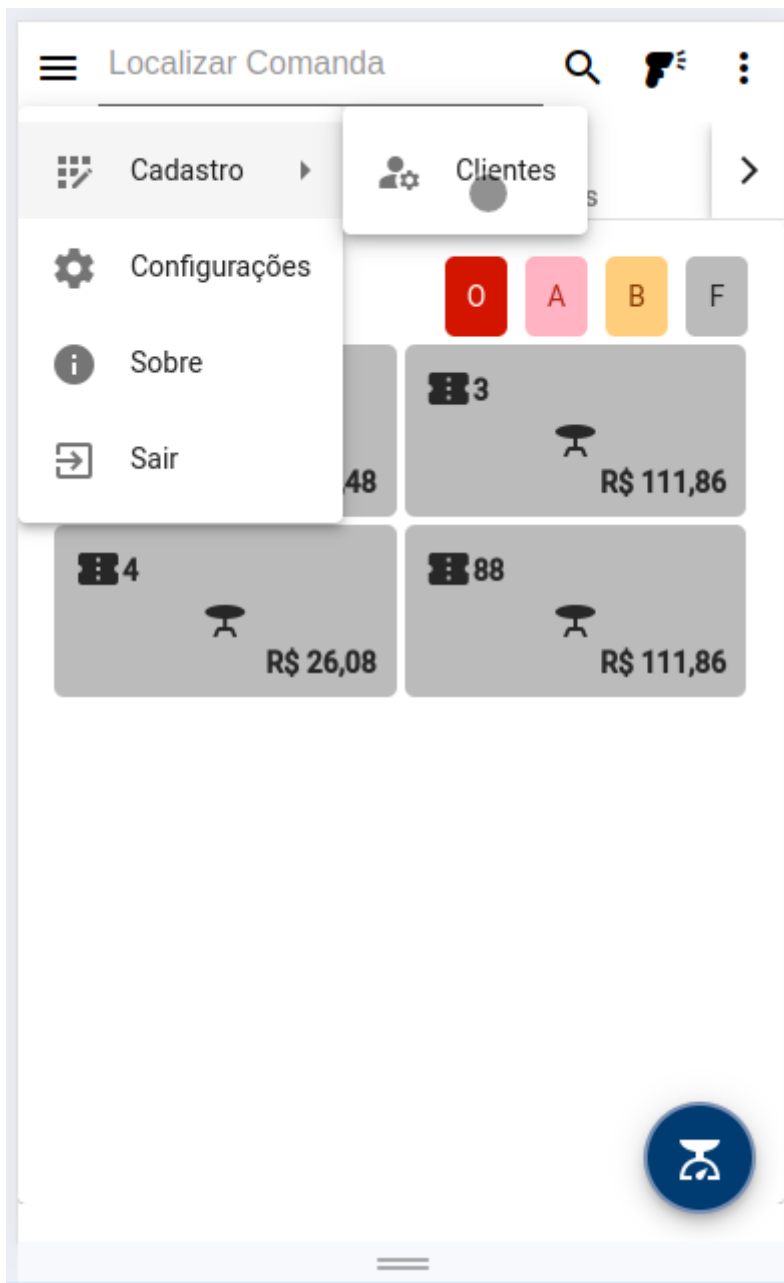 Localizar Comanda
Cadastro
Clientes
s
Configurações
O A B F
Sobre
3
Sair
,48
R$ 111,86
4
88
R$ 26,08
R$ 111,86